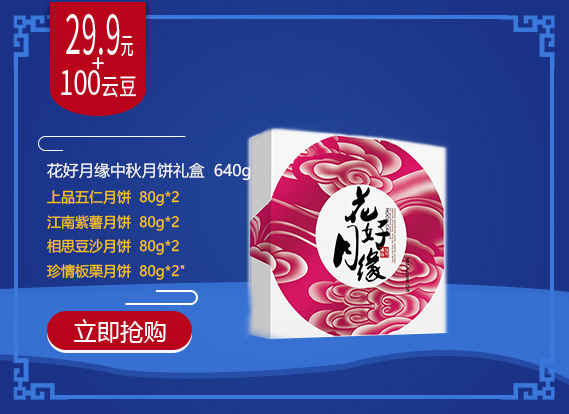 29.9元
+
100云豆
花好月缘中秋月饼礼盒 640g
上品五仁月饼 80g*2
江南紫薯月饼 80g*2
相思豆沙月饼 80g*2
珍情板栗月饼 80g*2"
立即抢购
花好
月缘